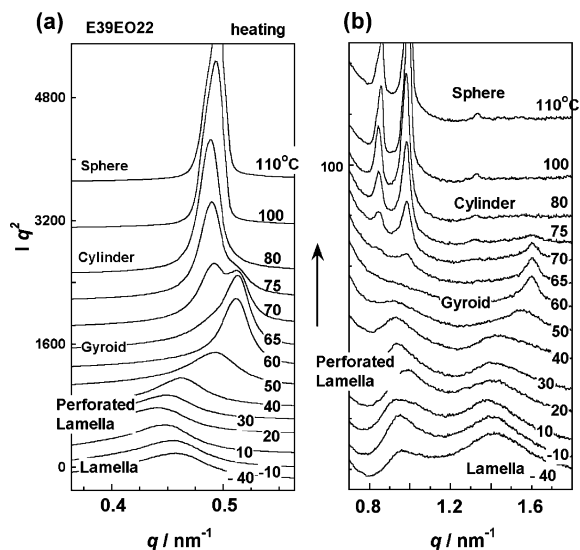 (a) E39EO22 heating
4800
3200
1600
0
I q²
Sphere
Cylinder
Gyroid
Perforated
Lamella
Lamella
110°C
100
80
75
70
65
60
50
40
30
20
10
-10
- 40
0.4 0.5
q / nm⁻¹
(b)
100
Sphere
Cylinder
Gyroid
Perforated
Lamella
Lamella
110°C
100
80
75
70
65
60
50
40
30
20
10
-10
- 40
0.8 1.2 1.6
q / nm⁻¹